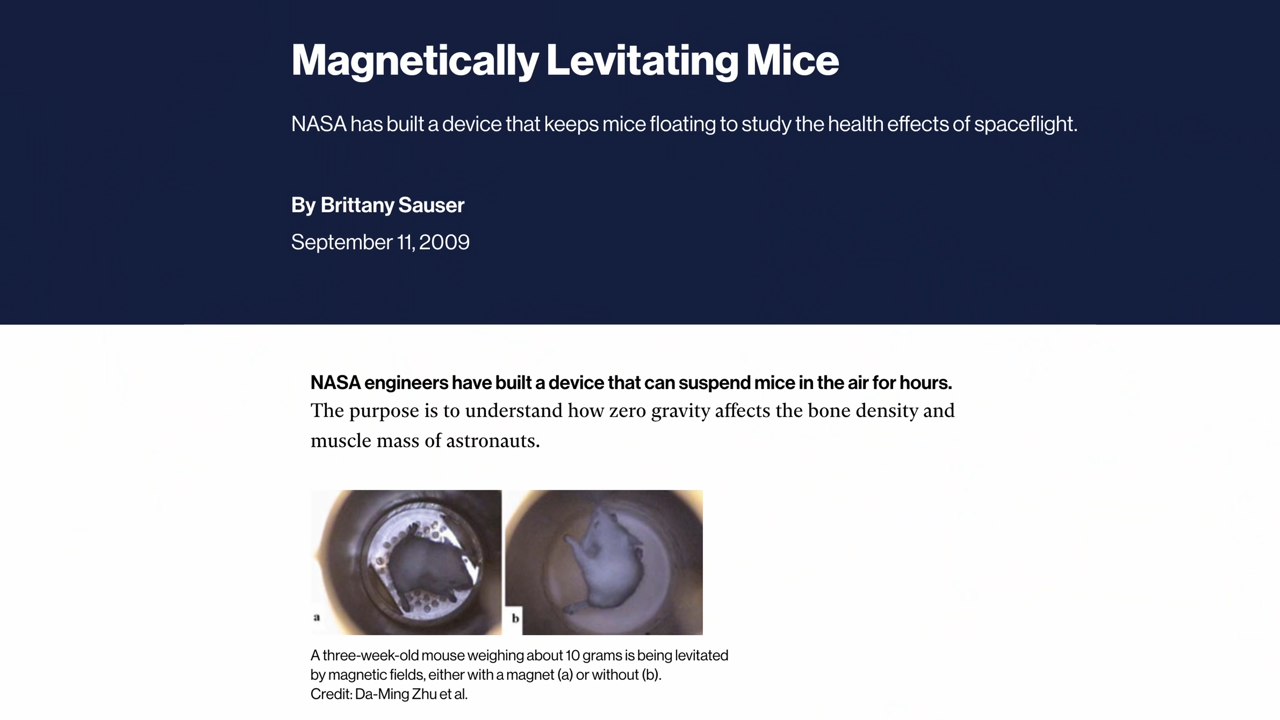 Magnetically Levitating Mice
NASA has built a device that keeps mice floating to study the health effects of spaceflight.
By Brittany Sauser
September 11, 2009
NASA engineers have built a device that can suspend mice in the air for hours.
The purpose is to understand how zero gravity affects the bone density and
muscle mass of astronauts.
a
b
A three-week-old mouse weighing about 10 grams is being levitated
by magnetic fields, either with a magnet (a) or without (b).
Credit: Da-Ming Zhu et al.